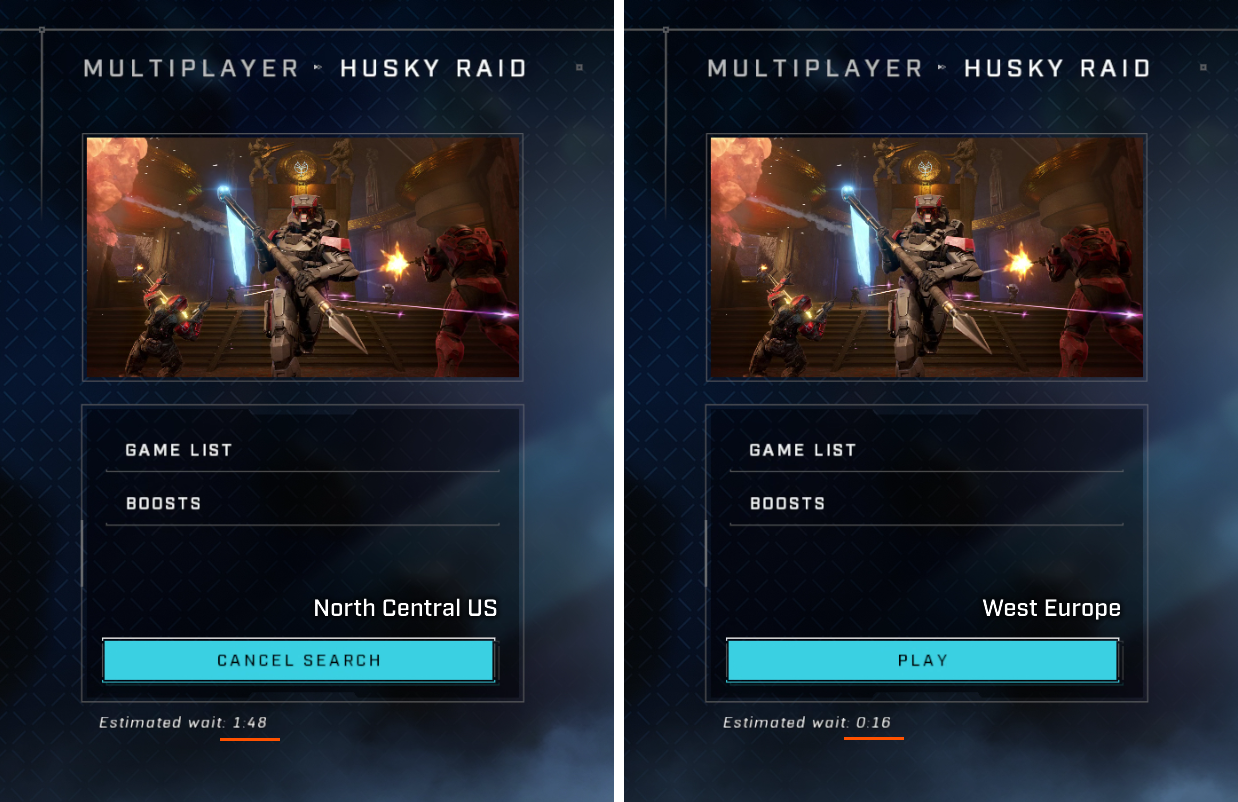 MULTIPLAYER ▸ HUSKY RAID
GAME LIST
BOOSTS
North Central US
CANCEL SEARCH
Estimated wait: 1:48
MULTIPLAYER ▸ HUSKY RAID
GAME LIST
BOOSTS
West Europe
PLAY
Estimated wait: 0:16